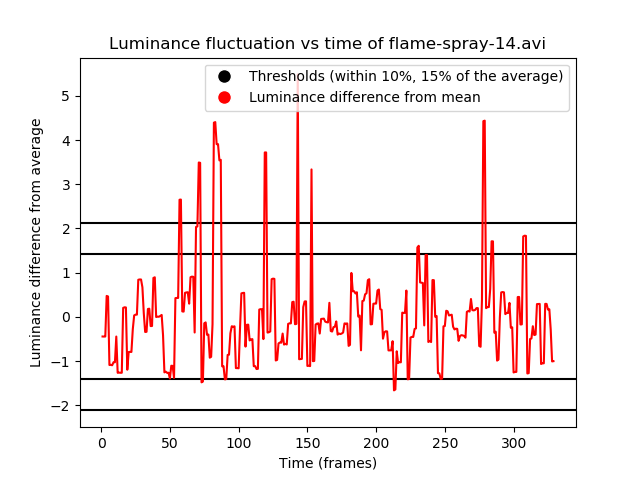 Luminance fluctuation vs time of flame-spray-14.avi
Thresholds (within 10%, 15% of the average)
Luminance difference from mean
Luminance difference from average
5
4
3
2
1
0
−1
−2
0 50 100 150 200 250 300
Time (frames)